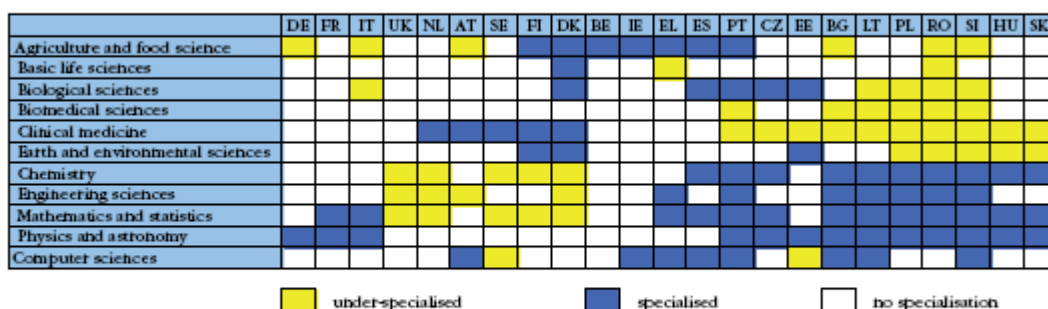 DE FR IT UK NL AT SE FI DK BE IE EL ES PT CZ EE BG LT PL RO SI HU SK
Agriculture and food science
Basic life sciences
Biological sciences
Biomedical sciences
Clinical medicine
Earth and environmental sciences
Chemistry
Engineering sciences
Mathematics and statistics
Physics and astronomy
Computer sciences
under-specialised specialised no specialisation